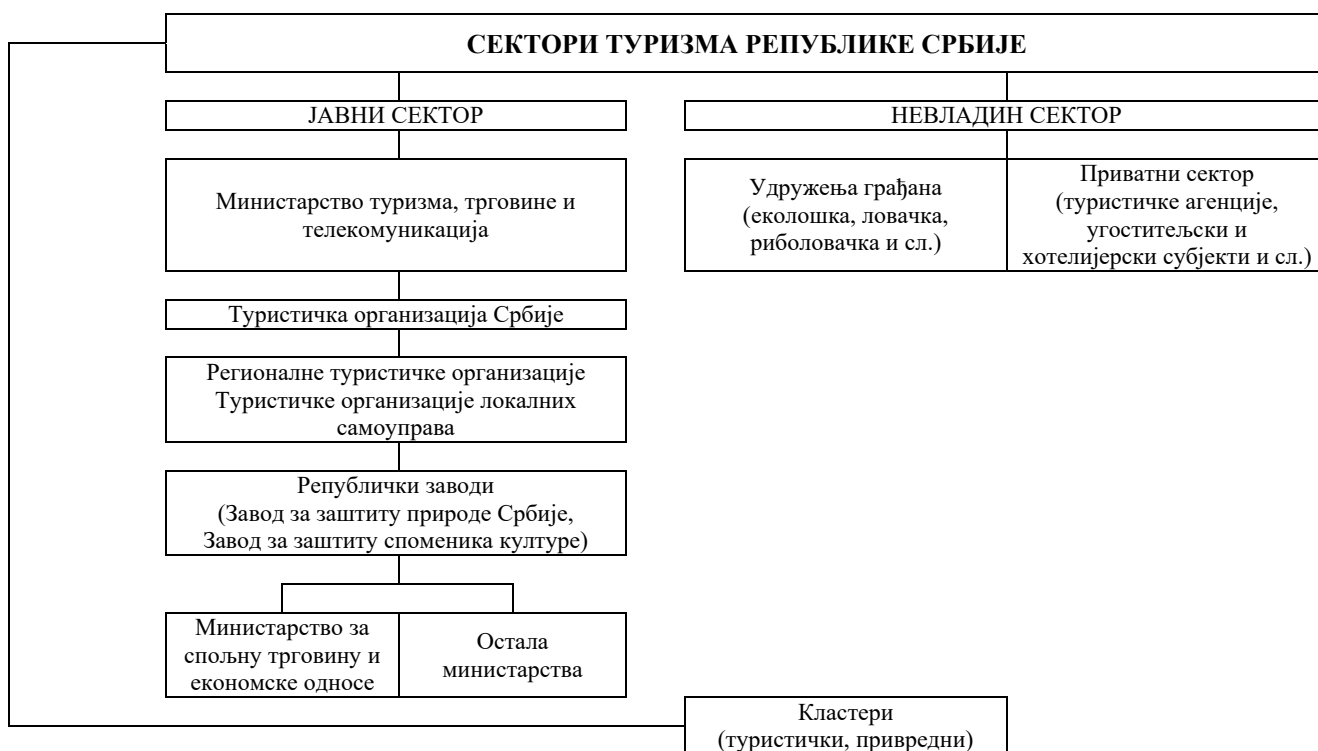 СЕКТОРИ ТУРИЗМА РЕПУБЛИКЕ СРБИЈЕ
ЈАВНИ СЕКТОР
НЕВЛАДИН СЕКТОР
Министарство туризма, трговине и
телекомуникација
Удружења грађана
(еколошка, ловачка,
риболовачка и сл.)
Приватни сектор
(туристичке агенције,
угоститељски и
хотелијерски субјекти и сл.)
Туристичка организација Србије
Регионалне туристичке организације
Туристичке организације локалних
самоуправа
Републички заводи
(Завод за заштиту природе Србије,
Завод за заштиту споменика културе)
Министарство за
спољну трговину и
економске односе
Остала
министарства
Кластери
(туристички, привредни)